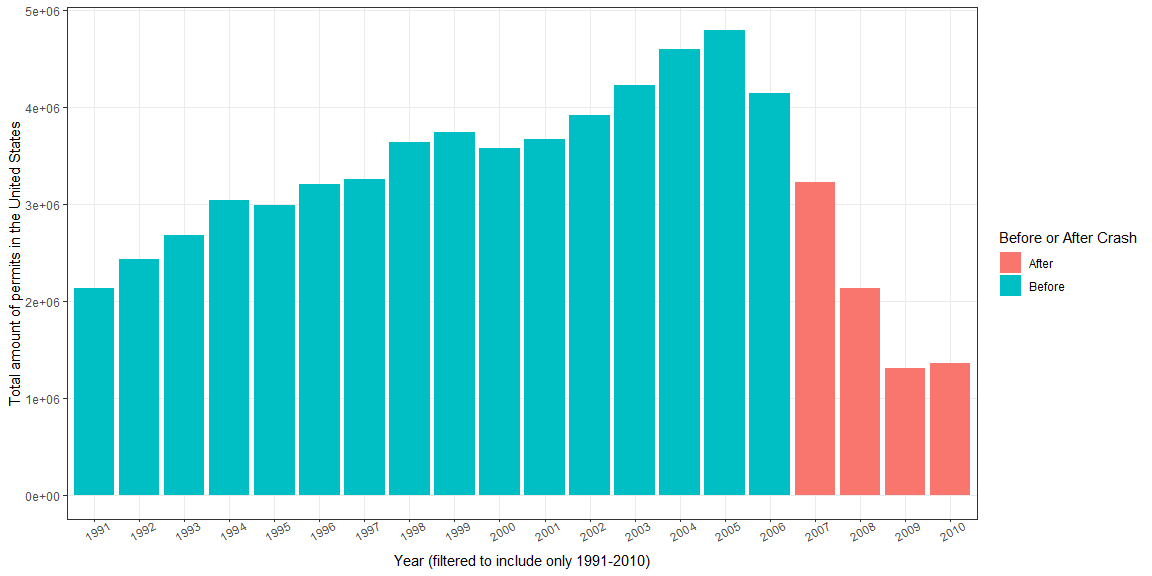 Total amount of permits in the United States
5e+06
4e+06
3e+06
2e+06
1e+06
0e+00
1991 1992 1993 1994 1995 1996 1997 1998 1999 2000 2001 2002 2003 2004 2005 2006 2007 2008 2009 2010
Year (filtered to include only 1991-2010)
Before or After Crash
After
Before